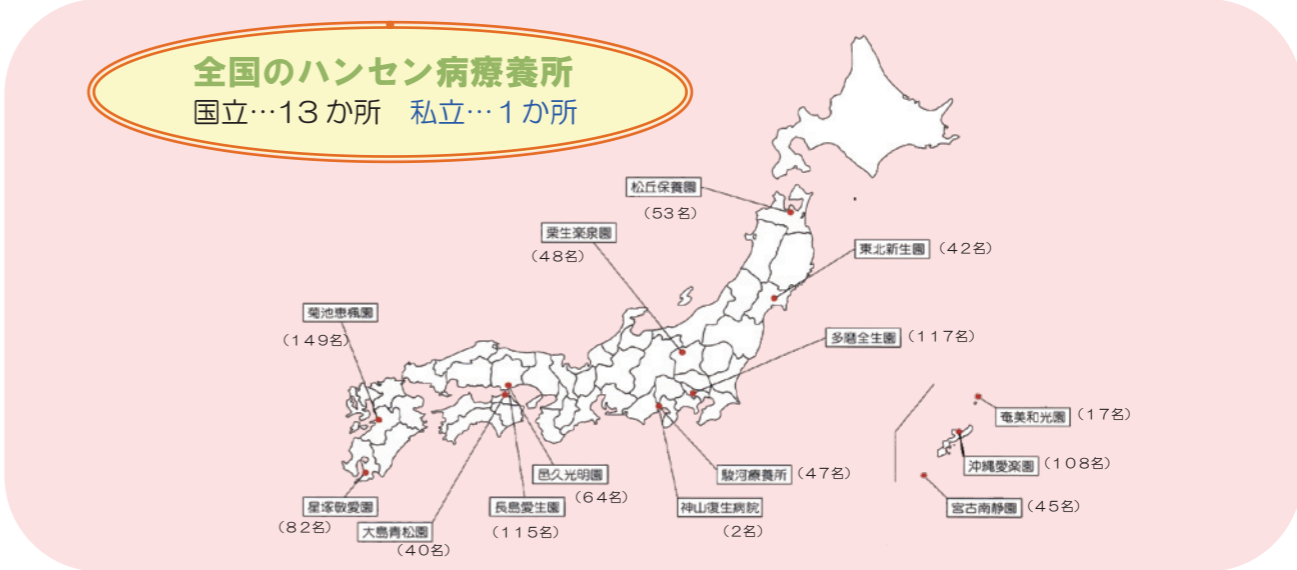 全国のハンセン病療養所
国立…13か所 私立…1か所
松丘保養園
(53名)
栗生楽泉園
(48名)
東北新生園 (42名)
菊池恵楓園
(149名)
多磨全生園 (117名)
奄美和光園 (17名)
沖縄愛楽園 (108名)
宮古南静園 (45名)
駿河療養所 (47名)
神山復生病院
(2名)
邑久光明園
(64名)
長島愛生園
(115名)
大島青松園
(40名)
星塚敬愛園
(82名)